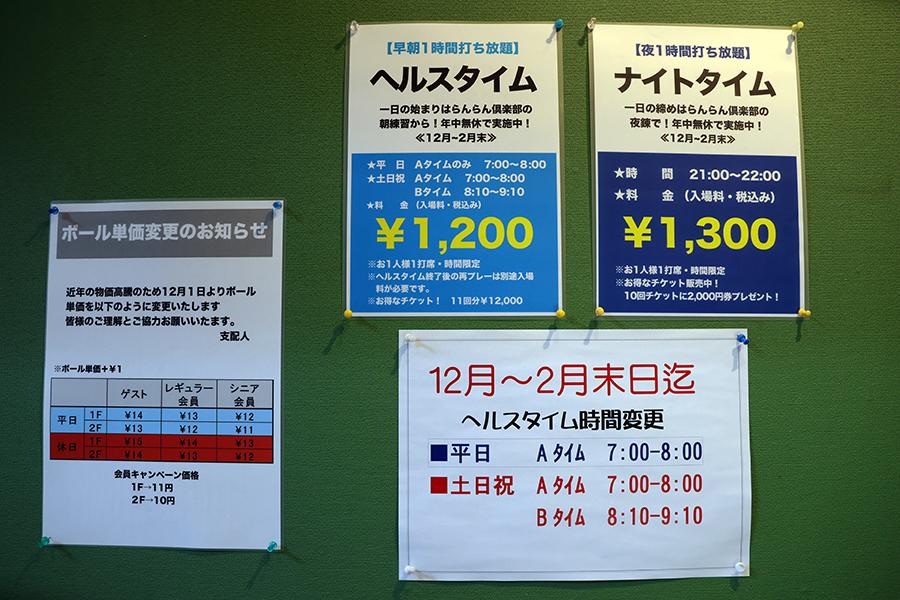 ボール単価変更のお知らせ
近年の物価高騰のため12月1日よりボール
単価を以下のように変更いたします
皆様のご理解とご協力お願いいたます。
支配人
※ボール単価+¥1
ゲスト レギュラー会員 シニア会員
平日 1F ¥14 ¥13 ¥12
2F ¥13 ¥12 ¥11
休日 1F ¥15 ¥14 ¥13
2F ¥14 ¥13 ¥12
会員キャンペーン価格
1F→11円
2F→10円
【早朝1時間打ち放題】
ヘルスタイム
一日の始まりはらんらん倶楽部の
朝練習から!年中無休で実施中!
≪12月~2月末≫
★平 日 Aタイムのみ 7:00~8:00
★土日祝 Aタイム 7:00~8:00
Bタイム 8:10~9:10
★料 金(入場料・税込み)
¥1,200
※お1人様1打席・時間限定
※ヘルスタイム終了後の再プレーは別途入場
料が必要です。
※お得なチケット! 11回分¥12,000
【夜1時間打ち放題】
ナイトタイム
一日の締めはらんらん倶楽部の
夜錬で!年中無休で実施中!
≪12月~2月末≫
★時 間 21:00~22:00
★料 金(入場料・税込み)
¥1,300
※お1人様1打席・時間限定
※お得なチケット販売中!
10回チケットに2,000円券プレゼント!
12月~2月末日迄
ヘルスタイム時間変更
■平日 Aタイム 7:00-8:00
■土日祝 Aタイム 7:00-8:00
Bタイム 8:10-9:10